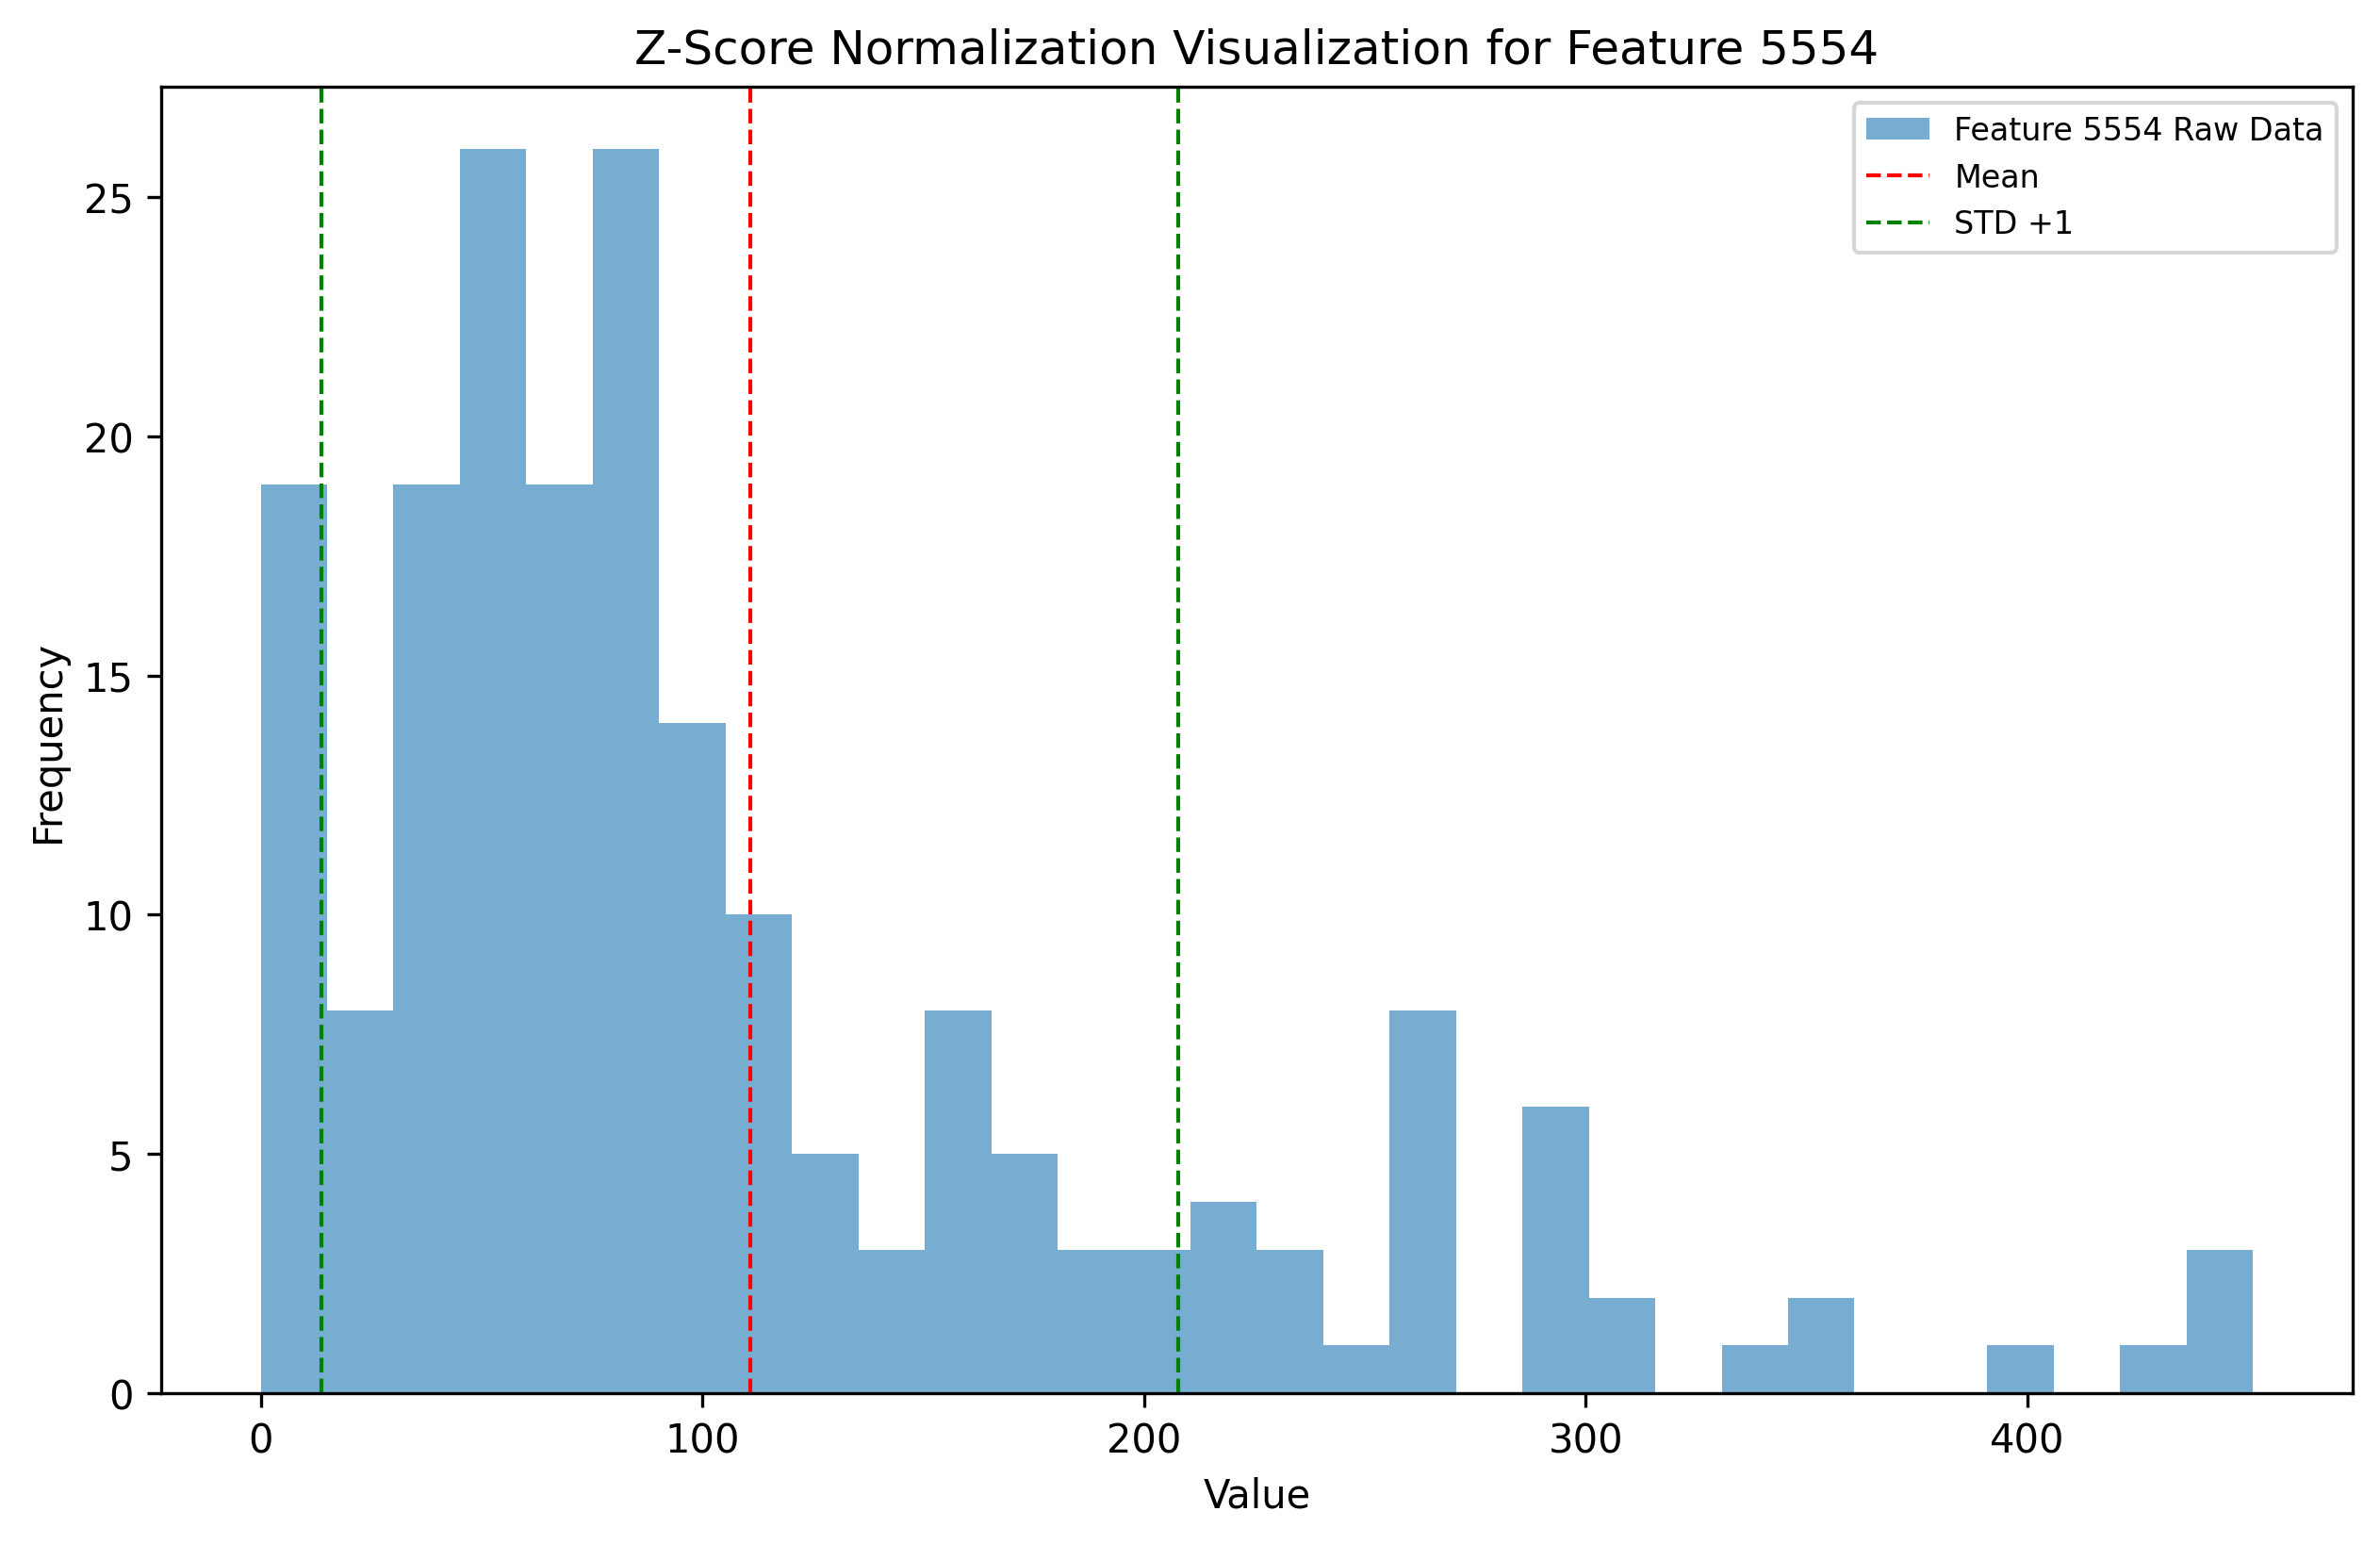 Z-Score Normalization Visualization for Feature 5554
Feature 5554 Raw Data
Mean
STD +1
Frequency
25
20
15
10
5
0
0 100 200 300 400
Value